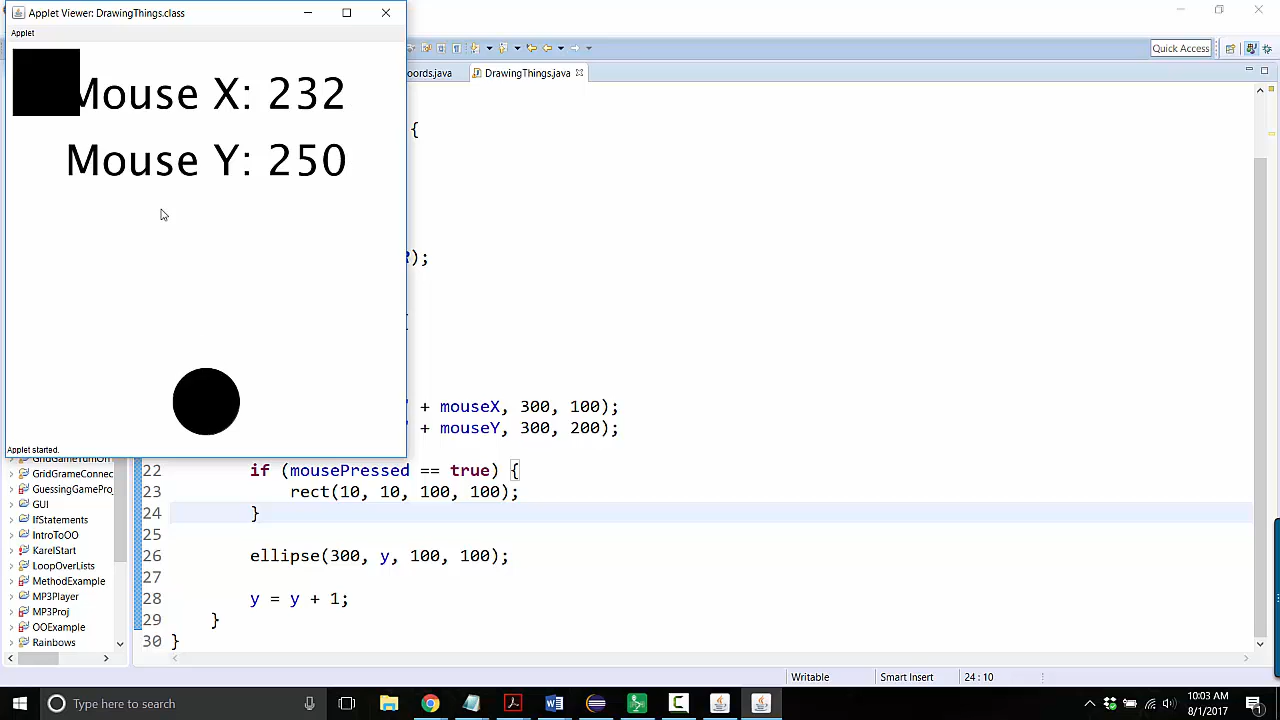 Applet Viewer: DrawingThings.class
Applet
Mouse X: 232
Mouse Y: 250
Applet started.
Quick Access
oords.java
DrawingThings.java
{
);
" + mouseX, 300, 100);
" + mouseY, 300, 200);
22 if (mousePressed == true) {
23 rect(10, 10, 100, 100);
24 }
25
26 ellipse(300, y, 100, 100);
27
28 y = y + 1;
29 }
30 }
GridGrameConnec
GuessingGamePro
GUI
IfStatements
IntroToOO
KarelStart
LoopOverLists
MethodExample
MP3Player
MP3Proj
OOExample
Rainbows
Writable
Smart Insert
24 : 10
Type here to search
10:03 AM
8/1/2017